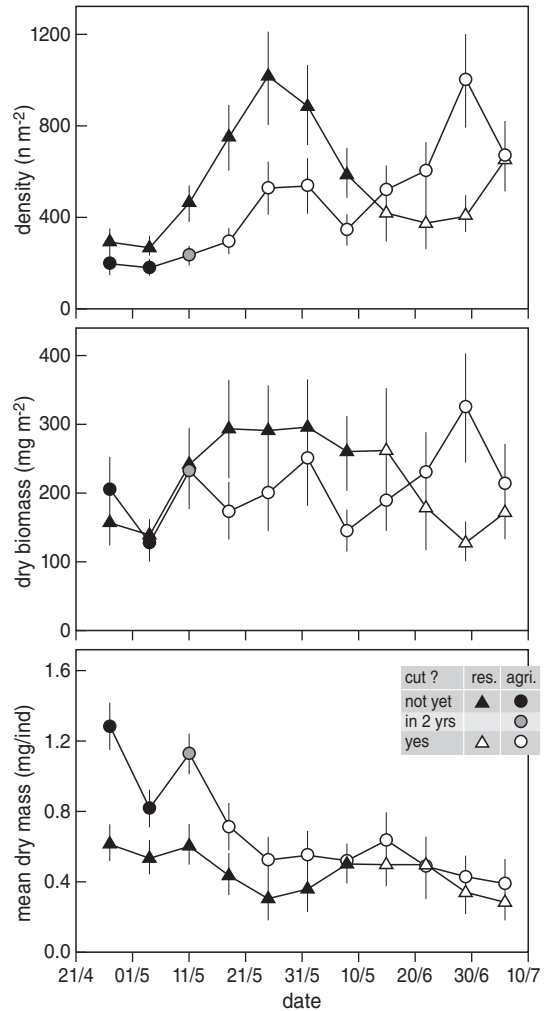 1200
800
400
0
density (n m⁻²)
400
300
200
100
0
dry biomass (mg m⁻²)
1.6
1.2
0.8
0.4
0.0
mean dry mass (mg/ind)
cut ? res. agri.
not yet
in 2 yrs
yes
21/4 01/5 11/5 21/5 31/5 10/5 20/6 30/6 10/7
date